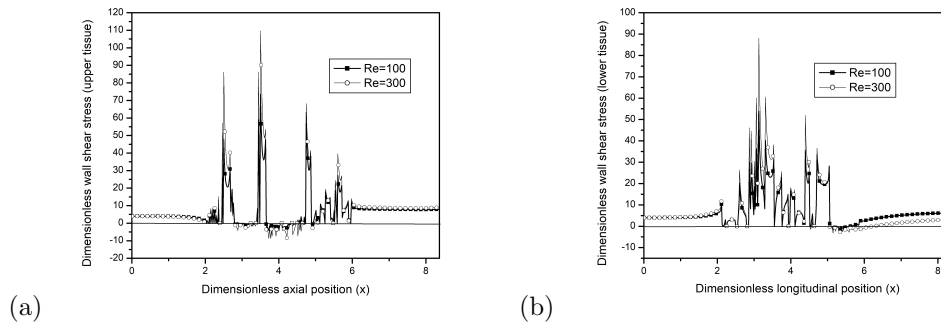 120
110
100
90
80
70
60
50
40
30
20
10
0
-10
-20
Dimensionless wall shear stress (upper tissue)
Re=100
Re=300
0 2 4 6 8
Dimensionless axial position (x)
(a)
100
90
80
70
60
50
40
30
20
10
0
-10
Dimensionless wall shear stress (lower tissue)
Re=100
Re=300
0 2 4 6 8
Dimensionless longitudinal position (x)
(b)